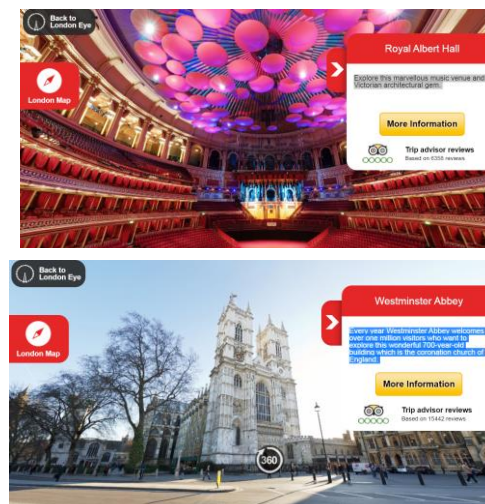 Back to
London Eye
London Map
Royal Albert Hall
Explore this marvellous music venue and
Victorian architectural gem.
More Information
Trip advisor reviews
Based on 6356 reviews
Back to
London Eye
London Map
Westminster Abbey
Every year Westminster Abbey welcomes
over one million visitors who want to
explore this wonderful 700-year-old
building which is the coronation church of
England.
More Information
Trip advisor reviews
Based on 15442 reviews
360